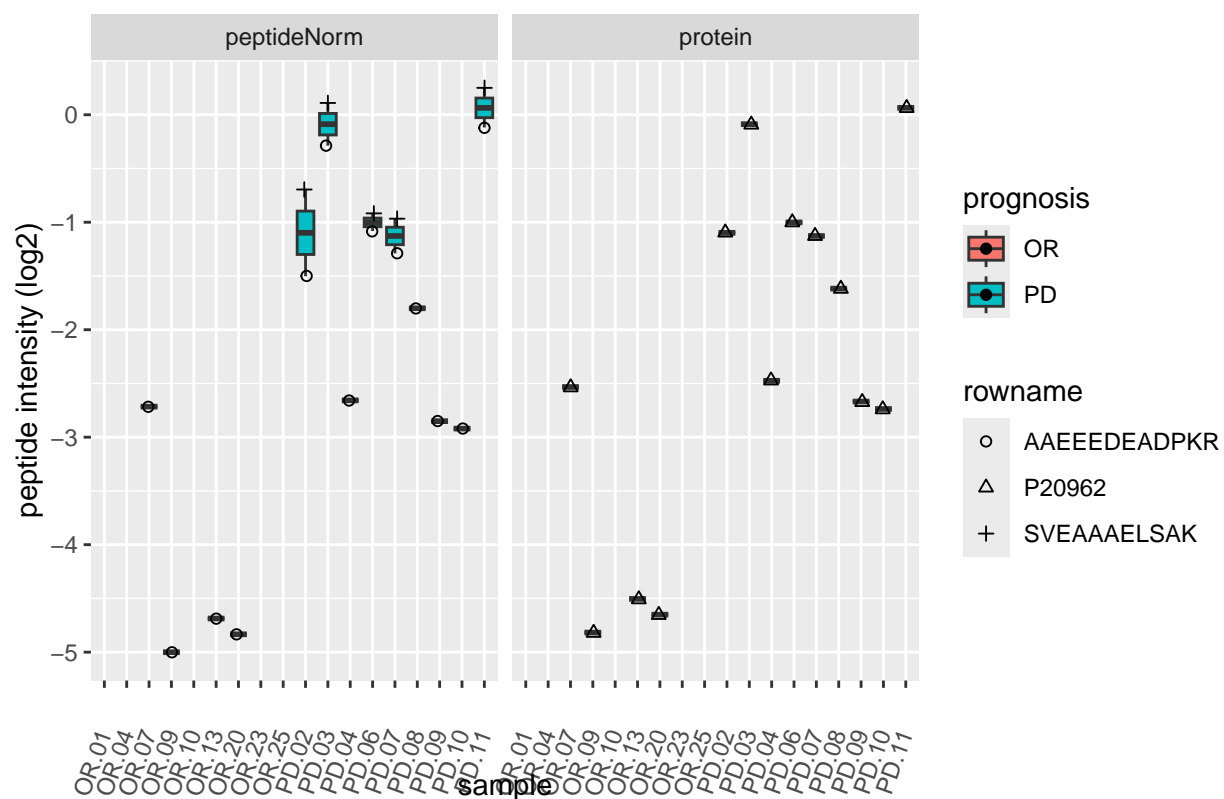 peptideNorm
protein
peptide intensity (log2)
0
−1
−2
−3
−4
−5
OR.01
OR.04
OR.07
OR.09
OR.10
OR.13
OR.20
OR.23
OR.25
PD.02
PD.03
PD.04
PD.06
PD.07
PD.08
PD.09
PD.10
PD.11
OR.01
OR.04
OR.07
OR.09
OR.10
OR.13
OR.20
OR.23
OR.25
PD.02
PD.03
PD.04
PD.06
PD.07
PD.08
PD.09
PD.10
PD.11
sample
prognosis
OR
PD
rowname
AAEEEDEADPKR
P20962
SVEAAAELSAK